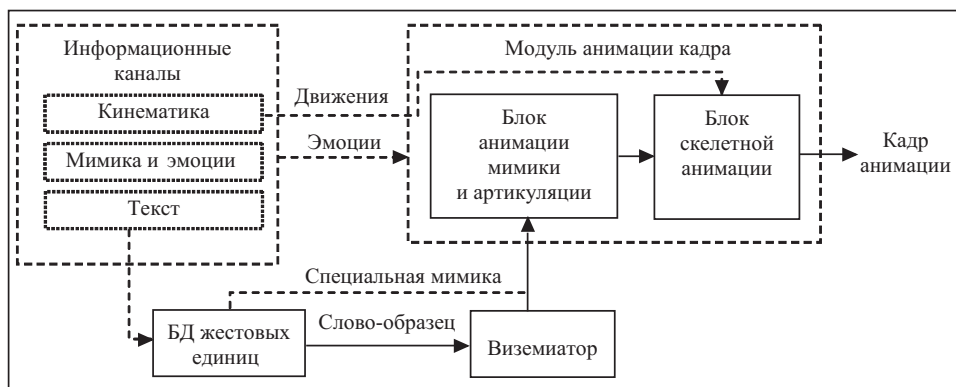 Информационные
каналы
Кинематика
Мимика и эмоции
Текст
Движения
Эмоции
Модуль анимации кадра
Блок
анимации
мимики
и артикуляции
Блок
скелетной
анимации
Кадр
анимации
Специальная мимика
БД жестовых
единиц
Слово-образец
Виземиатор